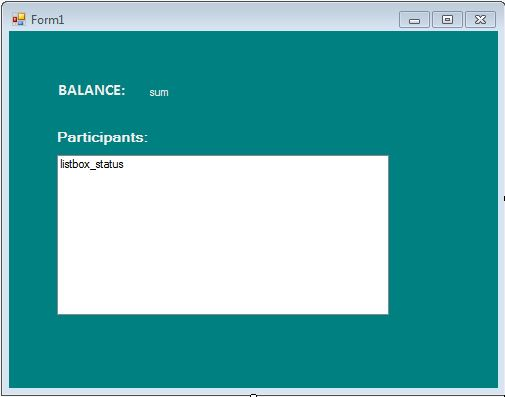 Form1
BALANCE: sum
Participants:
listbox_status